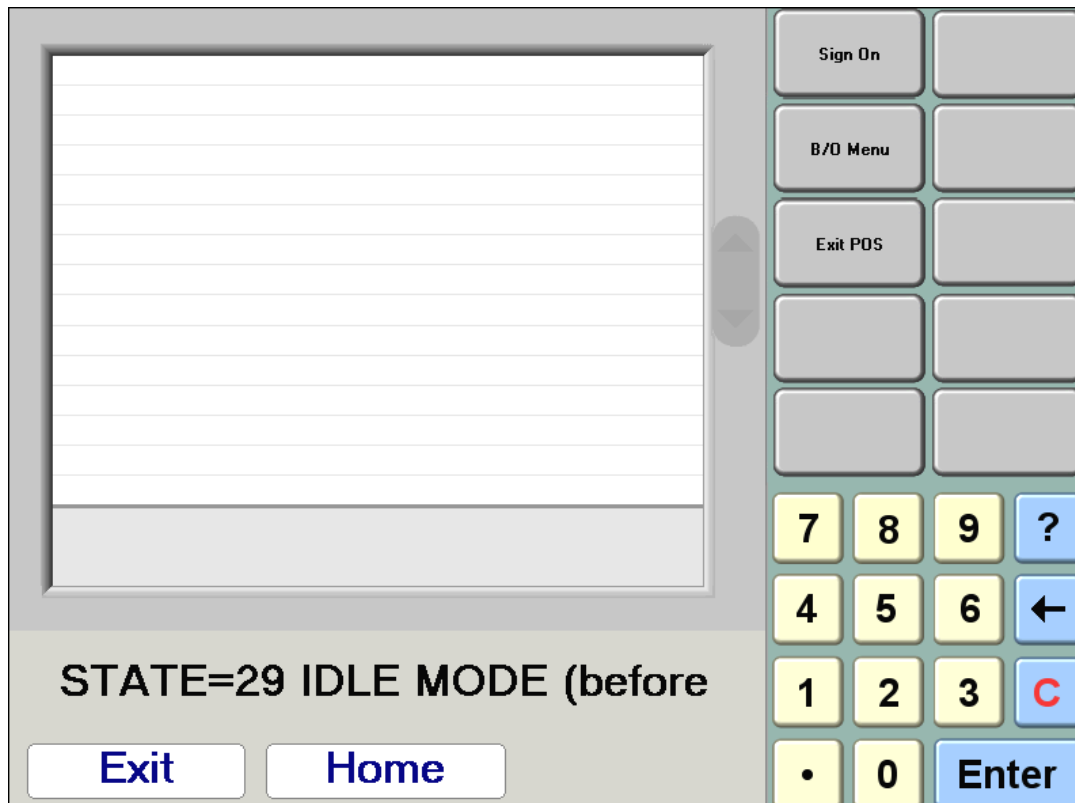 Sign On
B/O Menu
Exit POS
7 8 9 ?
4 5 6 ←
1 2 3 C
. 0 Enter
STATE=29 IDLE MODE (before
Exit Home